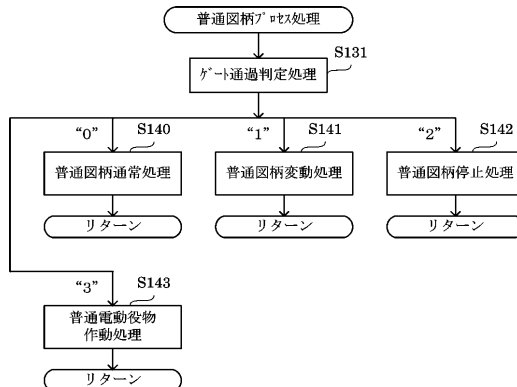 普通図柄ﾌﾟﾛｾｽ処理
S131
ｹﾞｰﾄ通過判定処理
“0”
S140
“1”
S141
“2”
S142
普通図柄通常処理
普通図柄変動処理
普通図柄停止処理
リターン
リターン
リターン
“3”
S143
普通電動役物
作動処理
リターン